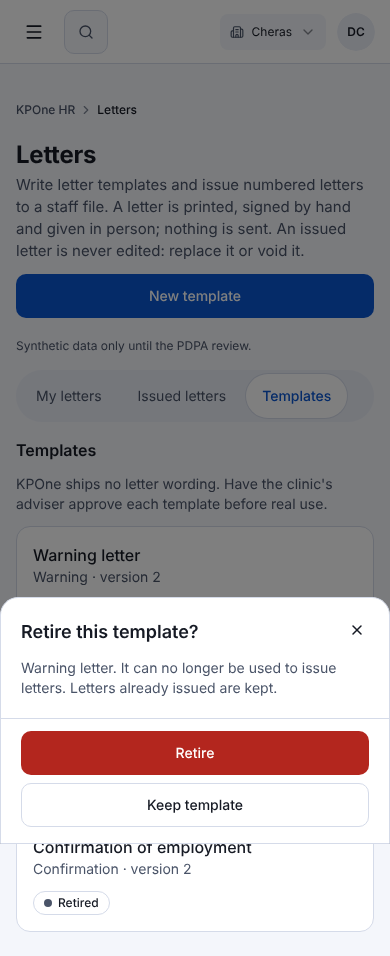 Cheras
DC
KPOne HR > Letters
Letters
Write letter templates and issue numbered letters
to a staff file. A letter is printed, signed by hand
and given in person; nothing is sent. An issued
letter is never edited: replace it or void it.
New template
Synthetic data only until the PDPA review.
My letters
Issued letters
Templates
Templates
KPOne ships no letter wording. Have the clinic's
adviser approve each template before real use.
Warning letter
Warning · version 2
Retire this template?
Warning letter. It can no longer be used to issue
letters. Letters already issued are kept.
Retire
Keep template
Confirmation of employment
Confirmation · version 2
Retired